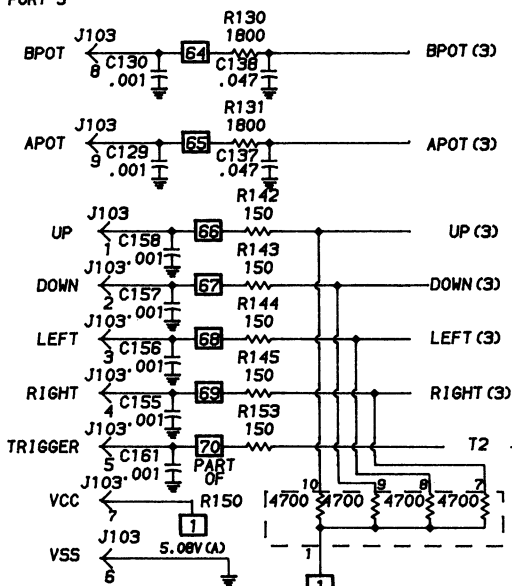 PORT 3
R130
J103 1800
BPOT 64 BPOT (3)
8 C130 C138
.001 .047
R131
J103 1800
APOT 65 APOT (3)
9 C129 C137
.001 .047
R142
J103 150
UP 66 UP (3)
1 C158 R143
J103 .001 150
DOWN 67 DOWN (3)
2 C157 R144
J103 .001 150
LEFT 68 LEFT (3)
3 C156 R145
J103 .001 150
RIGHT 69 RIGHT (3)
4 C155 R153
J103 .001 150
TRIGGER 70 T2
5 C161 PART
.001 OF
J103 R150 10 9 8 7
VCC 4700 4700 4700 4700
7 1
J103 5.08V(A) 1
VSS
6 1